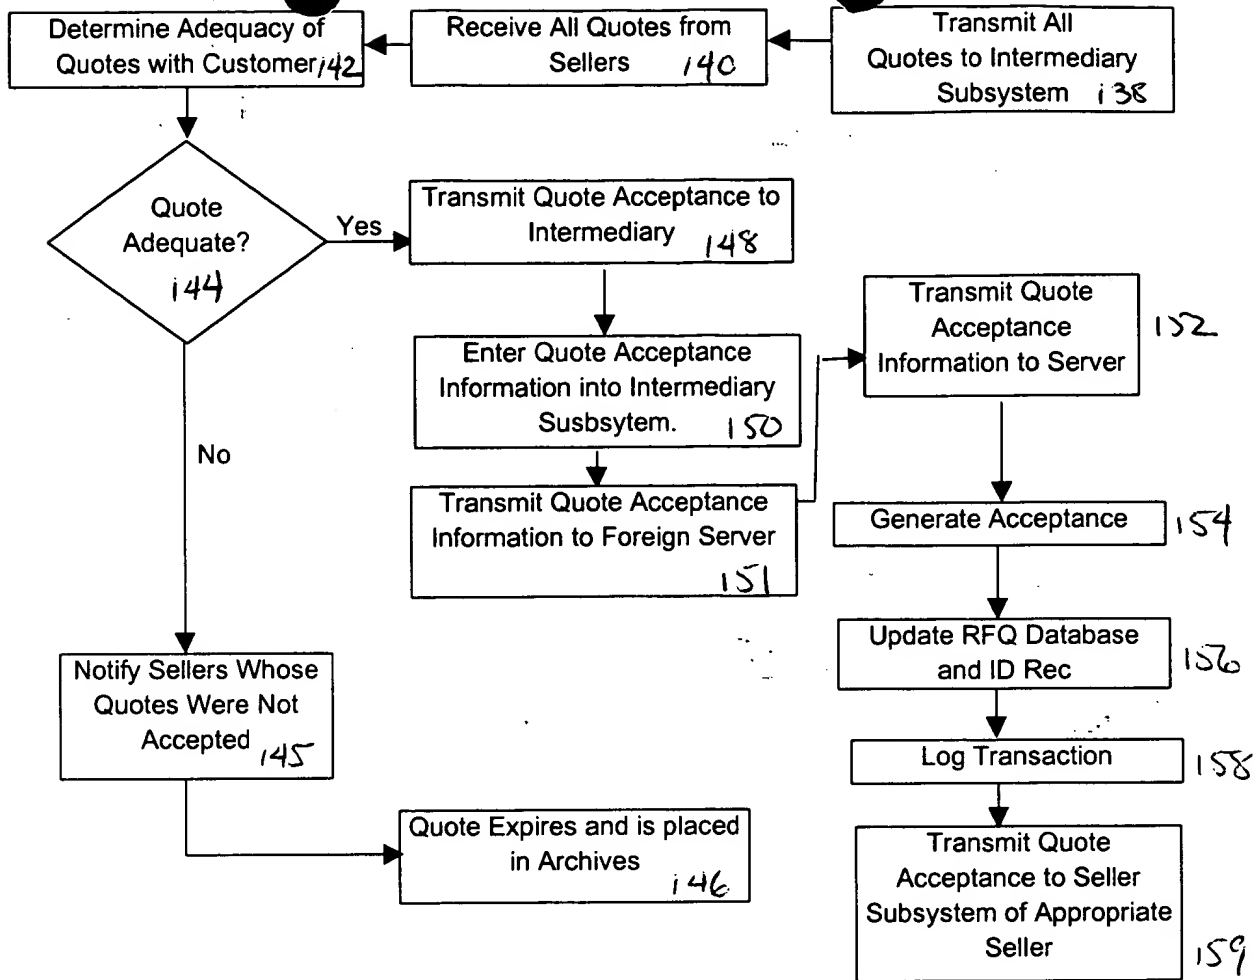 Determine Adequacy of
Quotes with Customer 142
Receive All Quotes from
Sellers 140
Transmit All
Quotes to Intermediary
Subsystem 138
Quote
Adequate?
144
Yes
No
Transmit Quote Acceptance to
Intermediary 148
Enter Quote Acceptance
Information into Intermediary
Susbsytem. 150
Transmit Quote Acceptance
Information to Foreign Server
151
Transmit Quote
Acceptance
Information to Server
152
Generate Acceptance 154
Update RFQ Database
and ID Rec 156
Log Transaction 158
Transmit Quote
Acceptance to Seller
Subsystem of Appropriate
Seller 159
Notify Sellers Whose
Quotes Were Not
Accepted 145
Quote Expires and is placed
in Archives
146